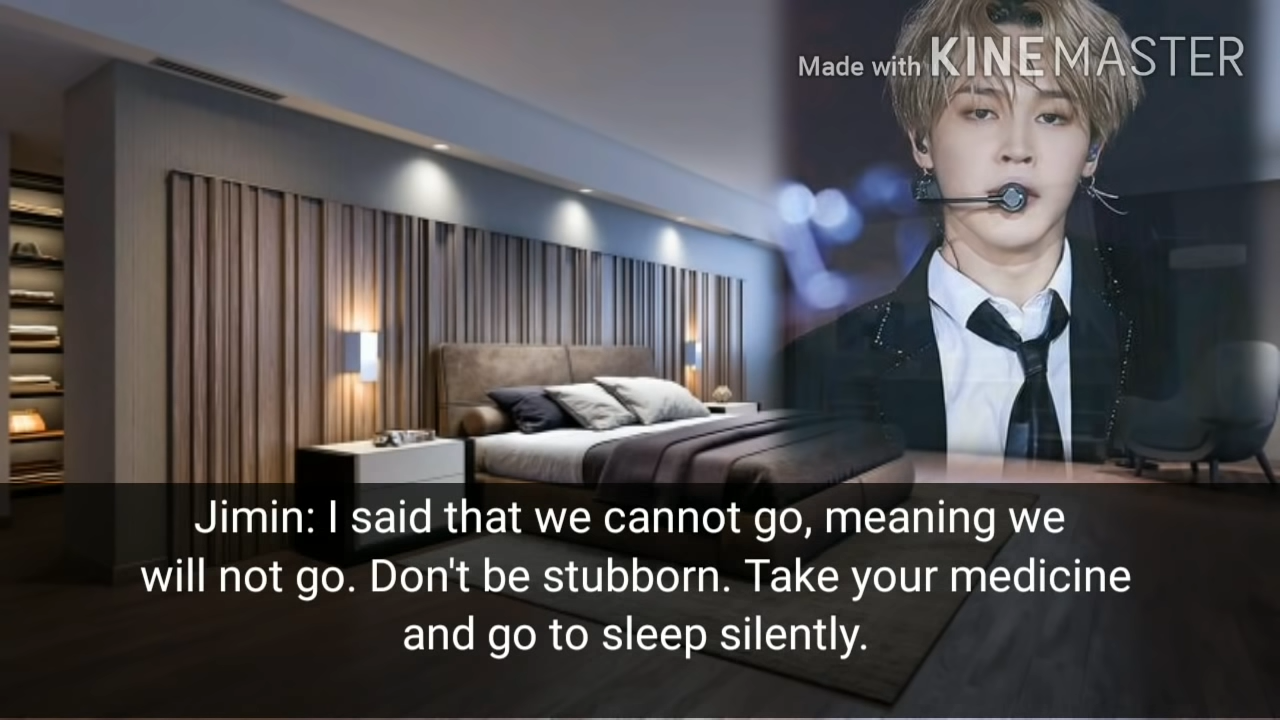 Made with KINEMASTER
Jimin: I said that we cannot go, meaning we
will not go. Don't be stubborn. Take your medicine
and go to sleep silently.